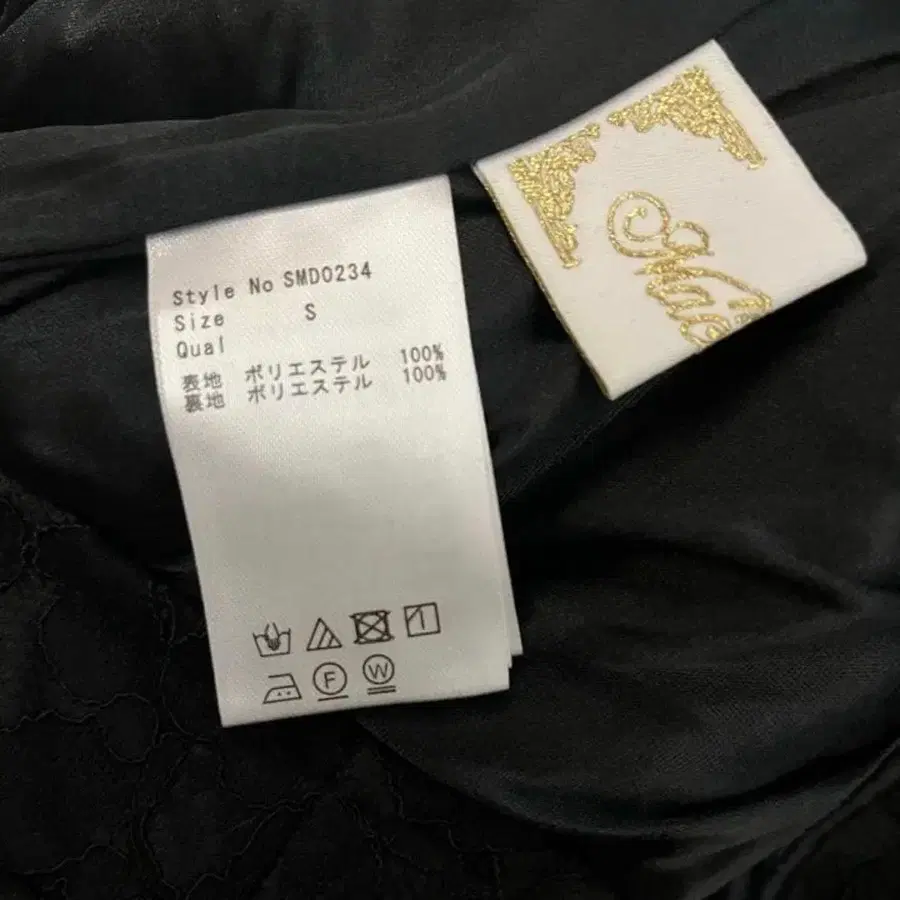 Style No SMD0234
Size S
Qual
表地 ポリエステル 100%
裏地 ポリエステル 100%
F
W